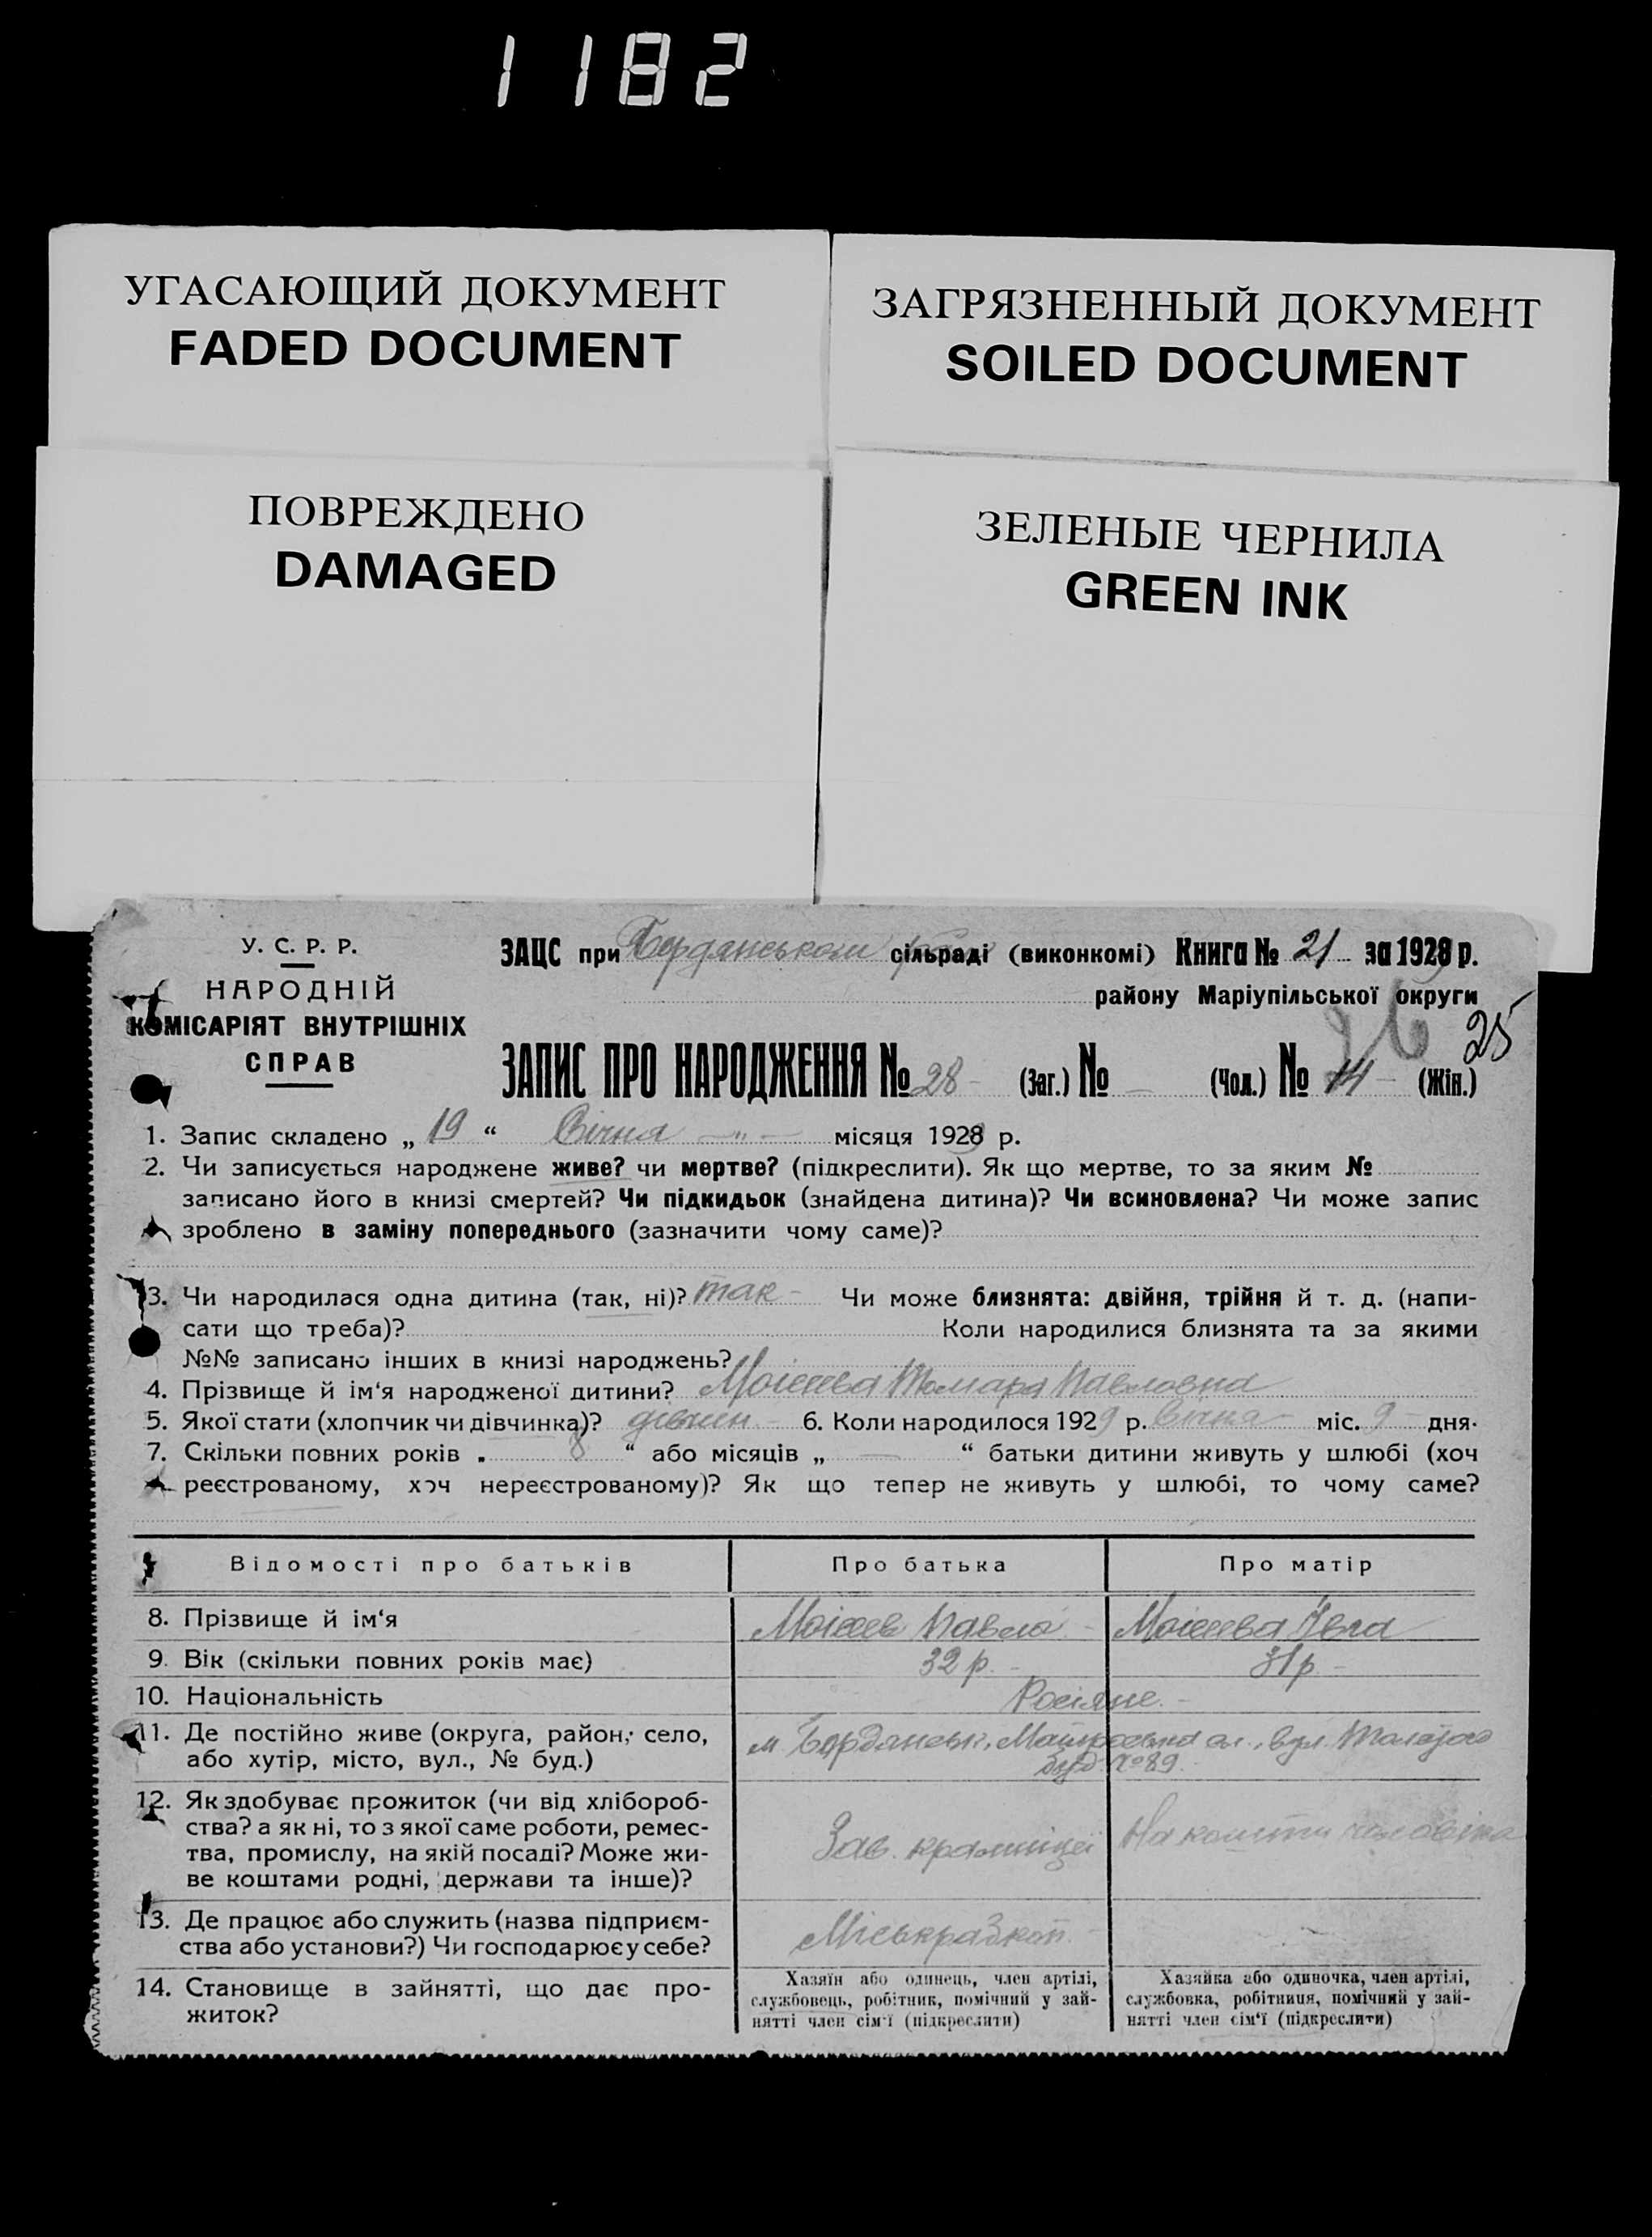 1182
УГАСАЮЩИЙ ДОКУМЕНТ
FADED DOCUMENT
ЗАГРЯЗНЕННЫЙ ДОКУМЕНТ
SOILED DOCUMENT
ПОВРЕЖДЕНО
DAMAGED
ЗЕЛЕНЫЕ ЧЕРНИЛА
GREEN INK
У. С. Р. Р.
НАРОДНІЙ
КОМІСАРІЯТ ВНУТРІШНІХ
СПРАВ
ЗАЦС при Бердянськом сільраді (виконкомі) Книга № 21 за 1929 р.
району Маріупільської округи
26 25
ЗАПИС ПРО НАРОДЖЕННЯ № 28 - (Заг.) № - (Чол.) № 14 - (Жін.)
1. Запис складено „ 19 “ Січня - „ - місяця 1929 р.
2. Чи записується народжене живе? чи мертве? (підкреслити). Як що мертве, то за яким №
записано його в книзі смертей? Чи підкидьок (знайдена дитина)? Чи всиновлена? Чи може запис
зроблено в заміну попереднього (зазначити чому саме)?
3. Чи народилася одна дитина (так, ні)? так - Чи може близнята: двійня, трійня й т. д. (напи-
сати що треба)? Коли народилися близнята та за якими
№№ записано інших в книзі народжень?
4. Прізвище й ім‘я народженої дитини? Моісеева Томара Павловна
5. Якої стати (хлопчик чи дівчинка)? дівчин - 6. Коли народилося 1929 р. Січня - міс. 9 - дня.
7. Скільки повних років „ 8 “ або місяців „ — “ батьки дитини живуть у шлюбі (хоч
реєстрованому, хоч нереєстрованому)? Як що тепер не живуть у шлюбі, то чому саме?
Відомості про батьків Про батька Про матір
8. Прізвище й ім‘я Моісеев Павло - Моісеева Ївга
9. Вік (скільки повних років має) 32 р. - 31 р -
10. Національність Росіяне. -
11. Де постійно живе (округа, район, село, м. Бердянськ, сл., вул.
або хутір, місто, вул., № буд.) буд. № 89.
12. Як здобуває прожиток (чи від хлібороб-
ства? а як ні, то з якої саме роботи, ремес-
тва, промислу, на якій посаді? Може жи- Зав. крамніцеї На кошти чоловіка
ве коштами родні, держави та інше)?
13. Де працює або служить (назва підприєм- Міськрабкоп. -
ства або установи?) Чи господарює у себе?
14. Становище в зайнятті, що дає про-
житок?
Хазяїн або одинець, член артілі,
службовець, робітник, помічний у зай-
нятті член сім‘ї (підкреслити)
Хазяйка або одиночка, член артілі,
службовка, робітниця, помічний у зай-
нятті член сім‘ї (підкреслити)